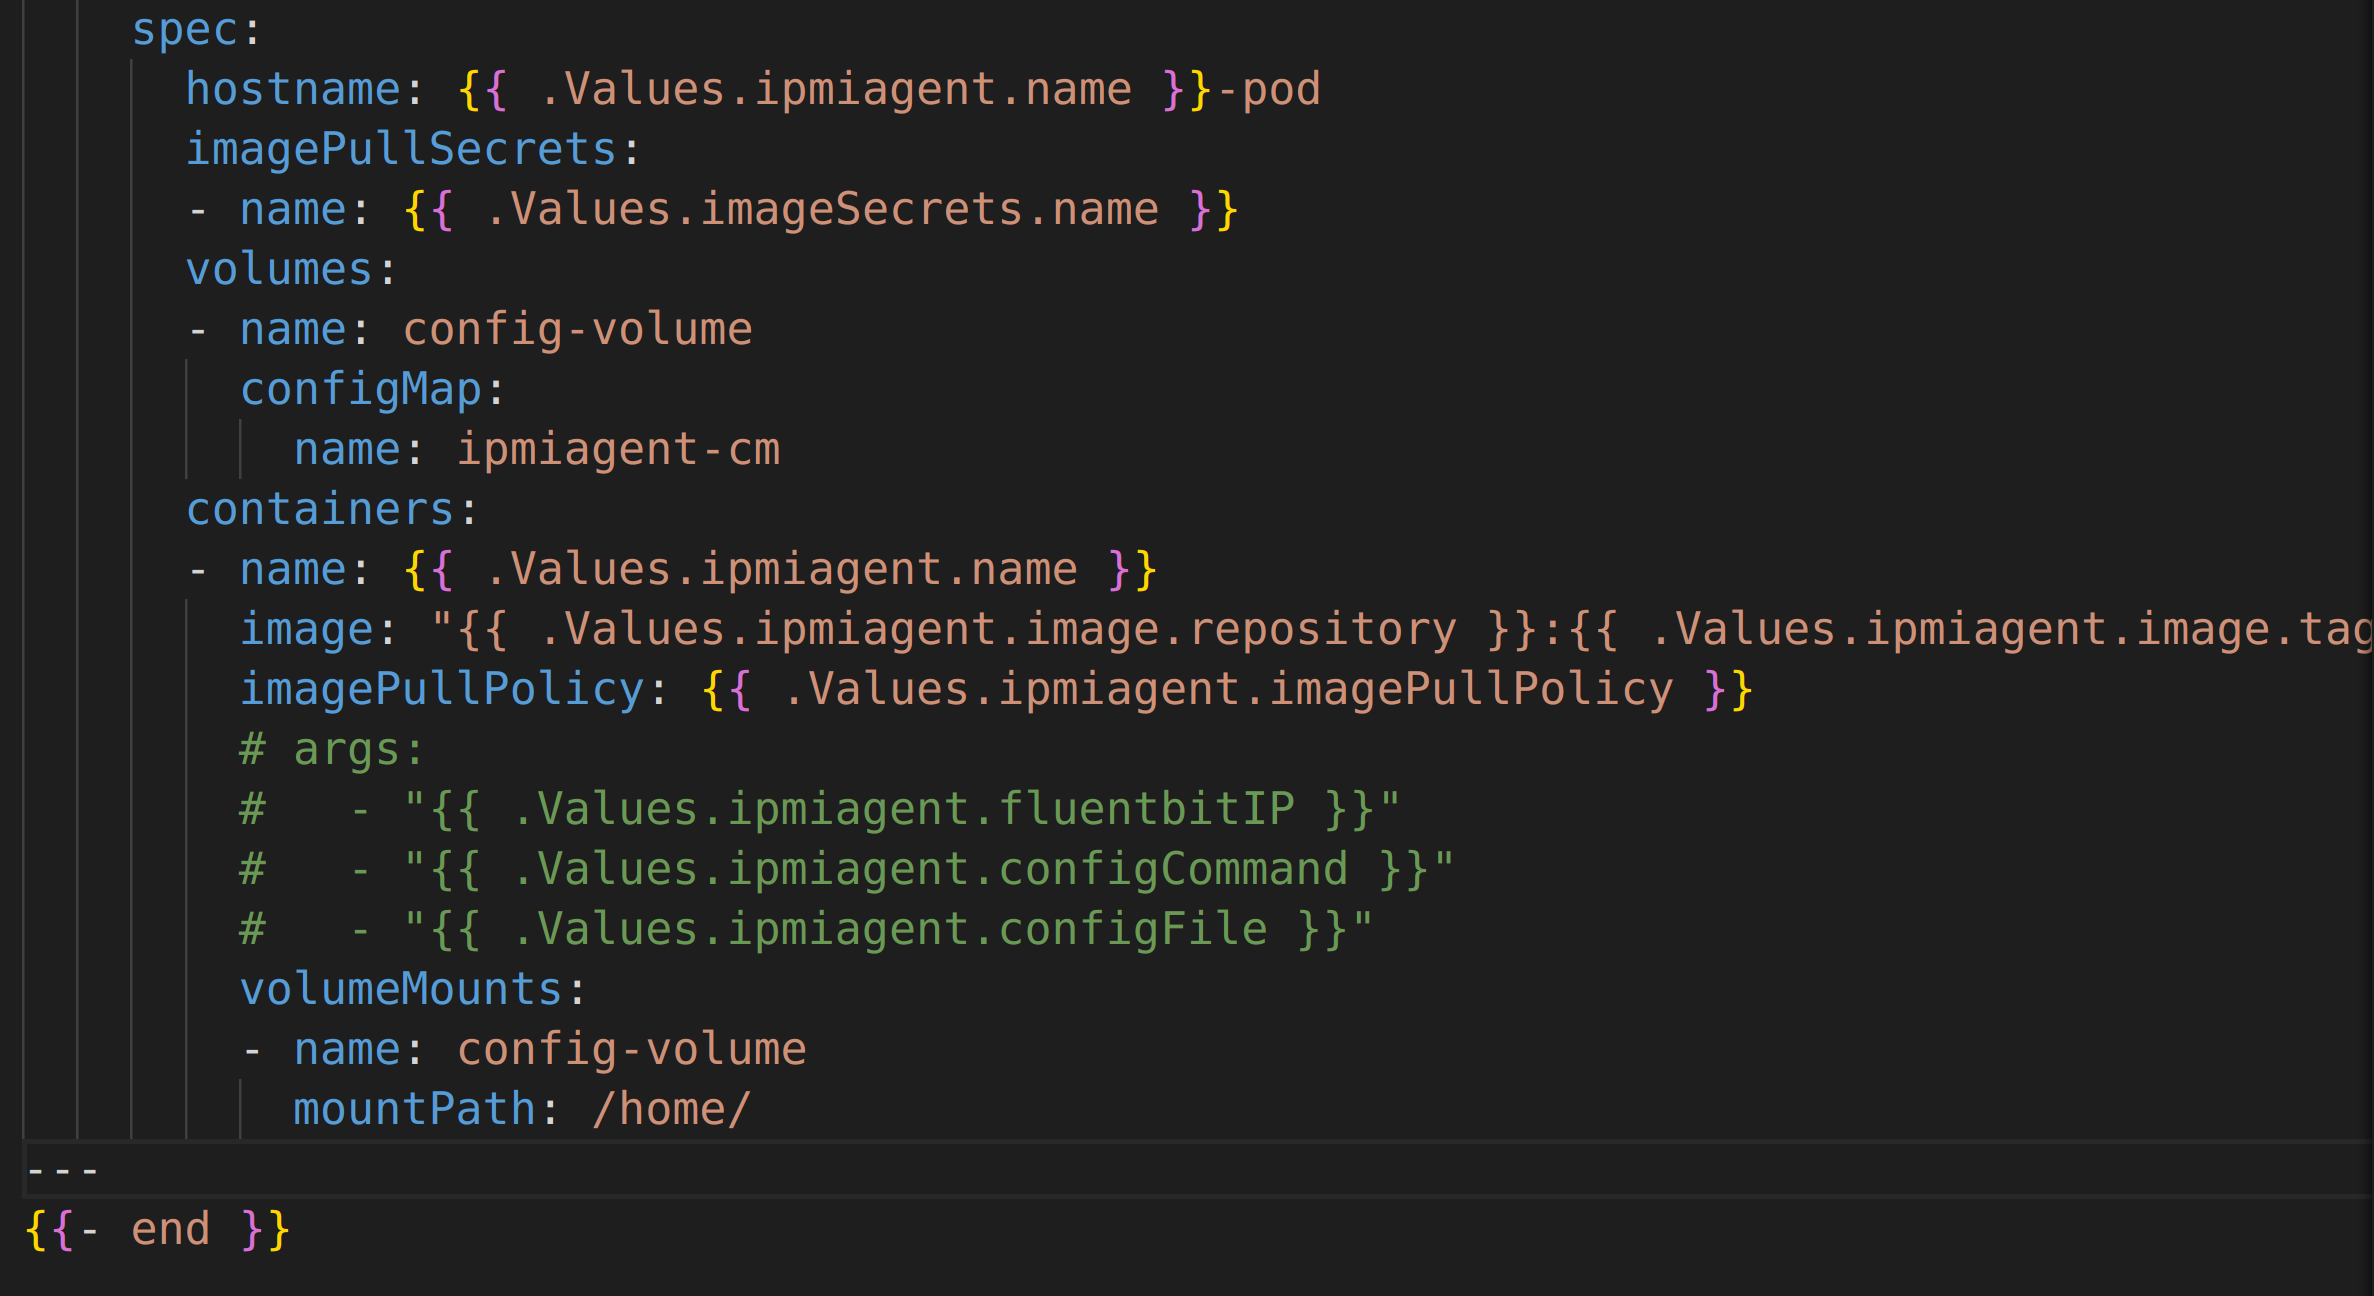 spec:
hostname: {{ .Values.ipmiagent.name }}-pod
imagePullSecrets:
- name: {{ .Values.imageSecrets.name }}
volumes:
- name: config-volume
configMap:
name: ipmiagent-cm
containers:
- name: {{ .Values.ipmiagent.name }}
image: "{{ .Values.ipmiagent.image.repository }}:{{ .Values.ipmiagent.image.tag
imagePullPolicy: {{ .Values.ipmiagent.imagePullPolicy }}
# args:
#   - "{{ .Values.ipmiagent.fluentbitIP }}"
#   - "{{ .Values.ipmiagent.configCommand }}"
#   - "{{ .Values.ipmiagent.configFile }}"
volumeMounts:
- name: config-volume
mountPath: /home/
---
{{- end }}